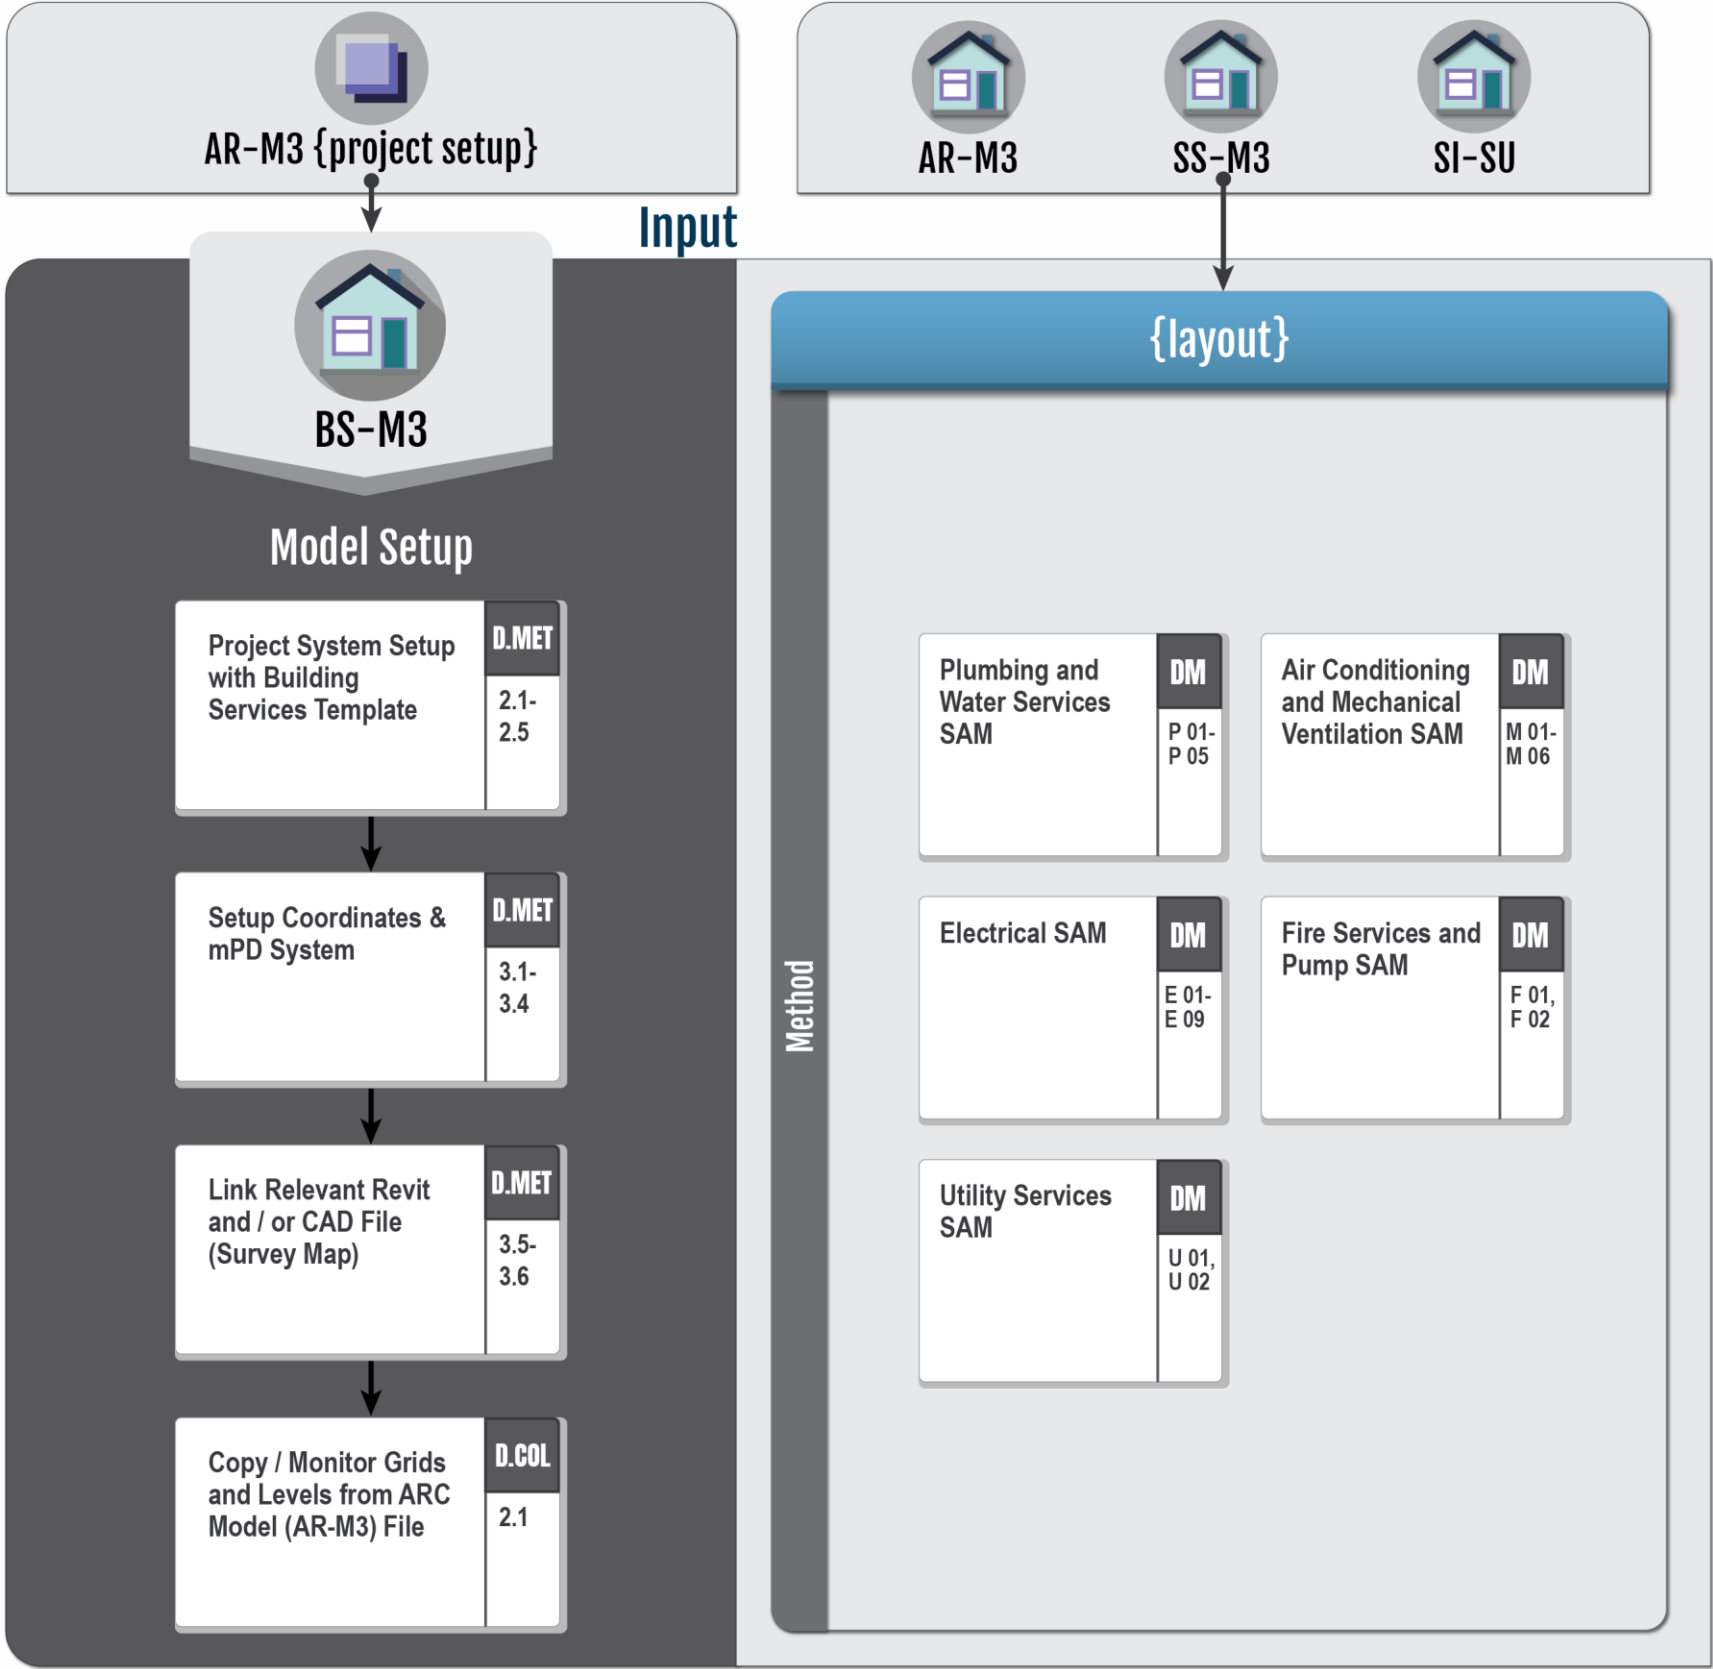 AR-M3 {project setup}
AR-M3
SS-M3
SI-SU
Input
BS-M3
Model Setup
Project System Setup
with Building
Services Template
D.MET
2.1-
2.5
Setup Coordinates &
mPD System
D.MET
3.1-
3.4
Link Relevant Revit
and / or CAD File
(Survey Map)
D.MET
3.5-
3.6
Copy / Monitor Grids
and Levels from ARC
Model (AR-M3) File
D.COL
2.1
{layout}
Method
Plumbing and
Water Services
SAM
DM
P 01-
P 05
Air Conditioning
and Mechanical
Ventilation SAM
DM
M 01-
M 06
Electrical SAM
DM
E 01-
E 09
Fire Services and
Pump SAM
DM
F 01,
F 02
Utility Services
SAM
DM
U 01,
U 02